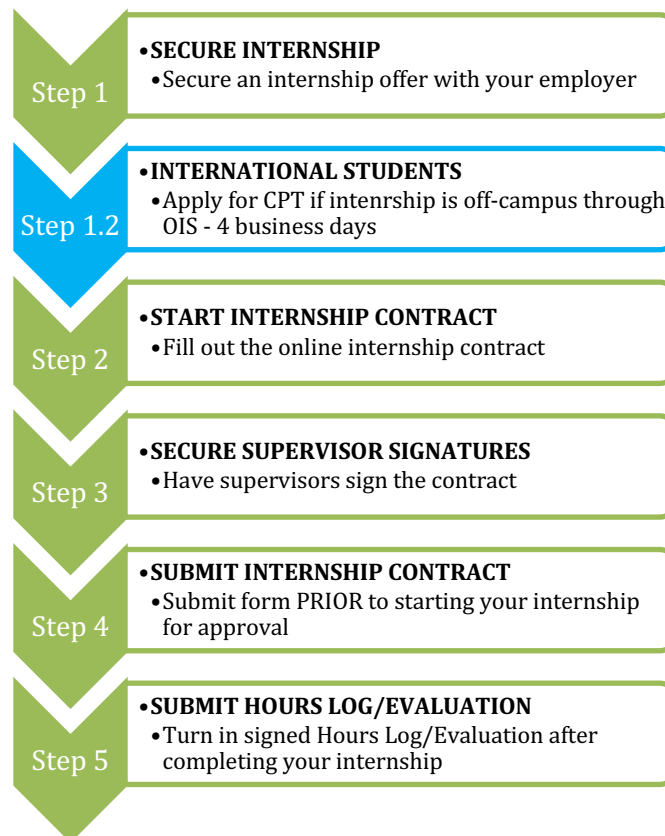 Step 1
•SECURE INTERNSHIP
•Secure an internship offer with your employer
Step 1.2
•INTERNATIONAL STUDENTS
•Apply for CPT if intenrship is off-campus through
OIS - 4 business days
Step 2
•START INTERNSHIP CONTRACT
•Fill out the online internship contract
Step 3
•SECURE SUPERVISOR SIGNATURES
•Have supervisors sign the contract
Step 4
•SUBMIT INTERNSHIP CONTRACT
•Submit form PRIOR to starting your internship
for approval
Step 5
•SUBMIT HOURS LOG/EVALUATION
•Turn in signed Hours Log/Evaluation after
completing your internship